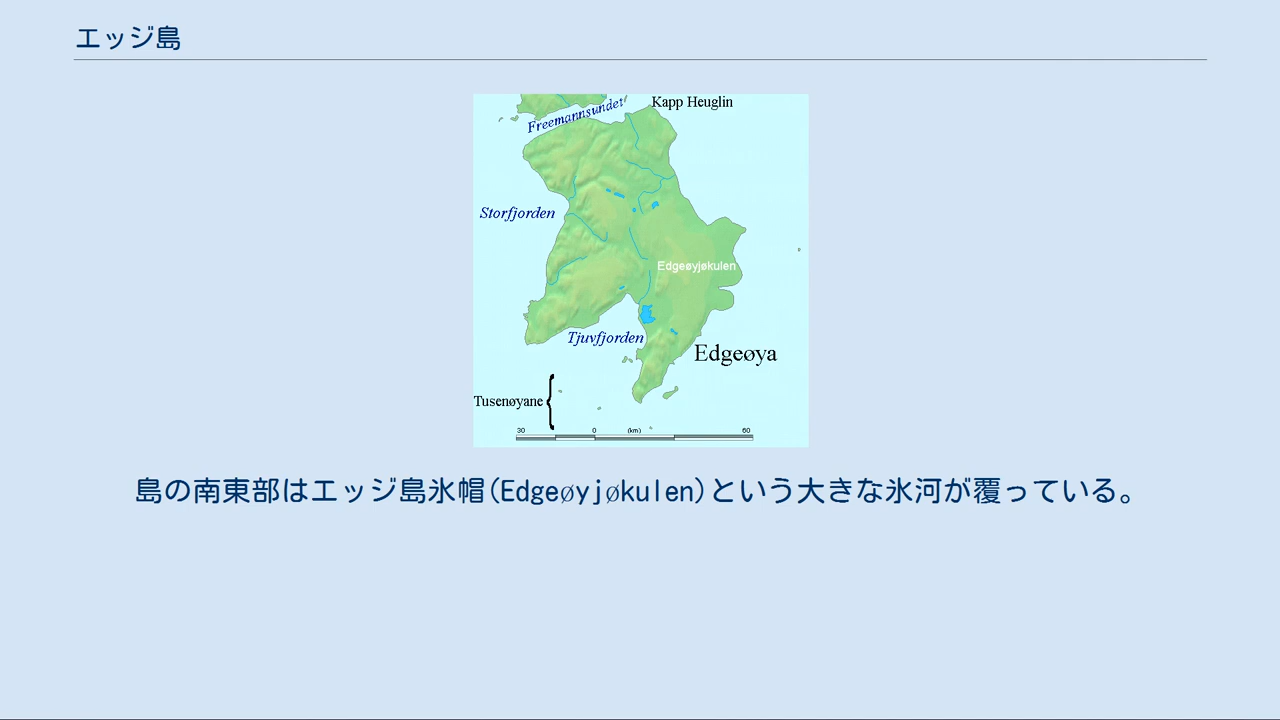 エッジ島
Freemannsundet
Kapp Heuglin
Storfjorden
Edgeøyjøkulen
Tjuvfjorden
Edgeøya
Tusenøyane
30 0 (km) 60
島の南東部はエッジ島氷帽(Edgeøyjøkulen)という大きな氷河が覆っている。